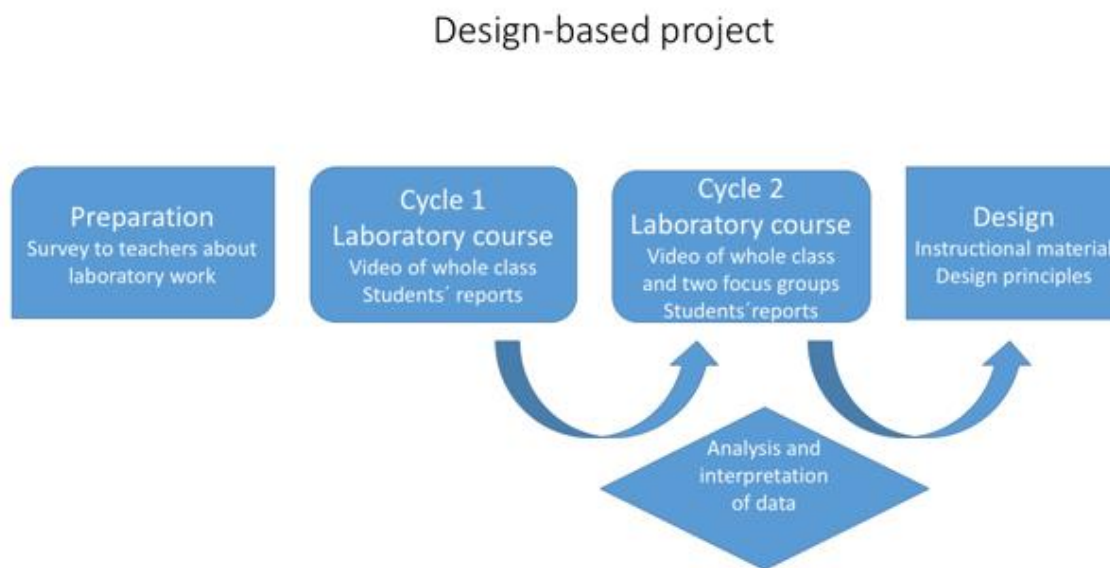 Design-based project
Preparation
Survey to teachers about
laboratory work
Cycle 1
Laboratory course
Video of whole class
Students´ reports
Cycle 2
Laboratory course
Video of whole class
and two focus groups
Students´reports
Design
Instructional material
Design principles
Analysis and
interpretation
of data